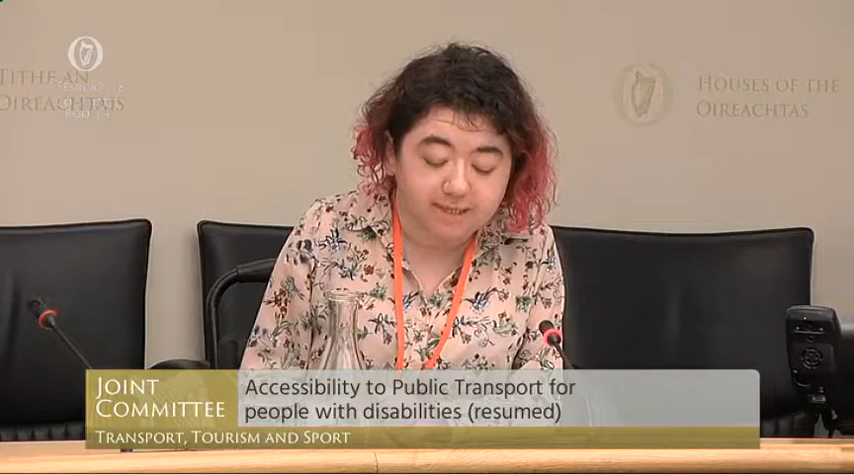 TITHE AN
OIREACHTAIS
HOUSES OF THE
OIREACHTAS
JOINT
COMMITTEE
Accessibility to Public Transport for
people with disabilities (resumed)
TRANSPORT, TOURISM AND SPORT